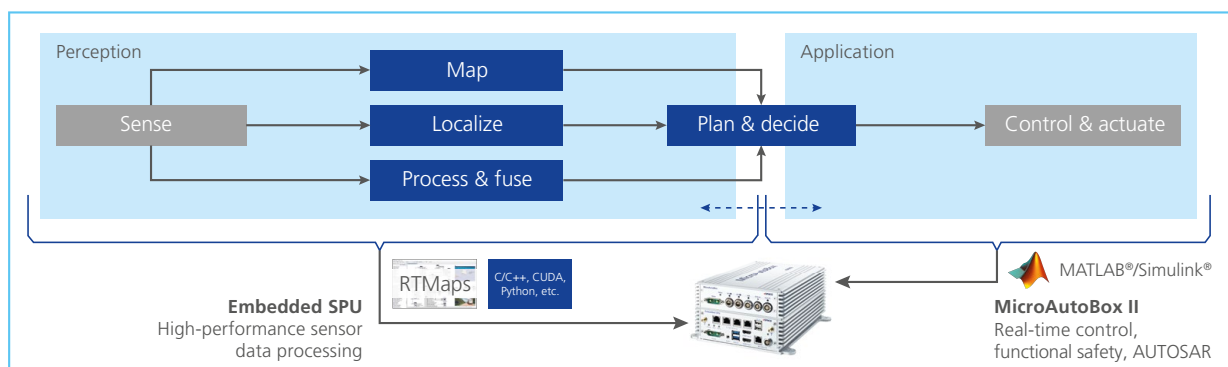 Perception
Application
Map
Sense
Localize
Plan & decide
Control & actuate
Process & fuse
RTMaps
C/C++, CUDA,
Python, etc.
MATLAB®/Simulink®
Embedded SPU
High-performance sensor
data processing
MicroAutoBox II
Real-time control,
functional safety, AUTOSAR